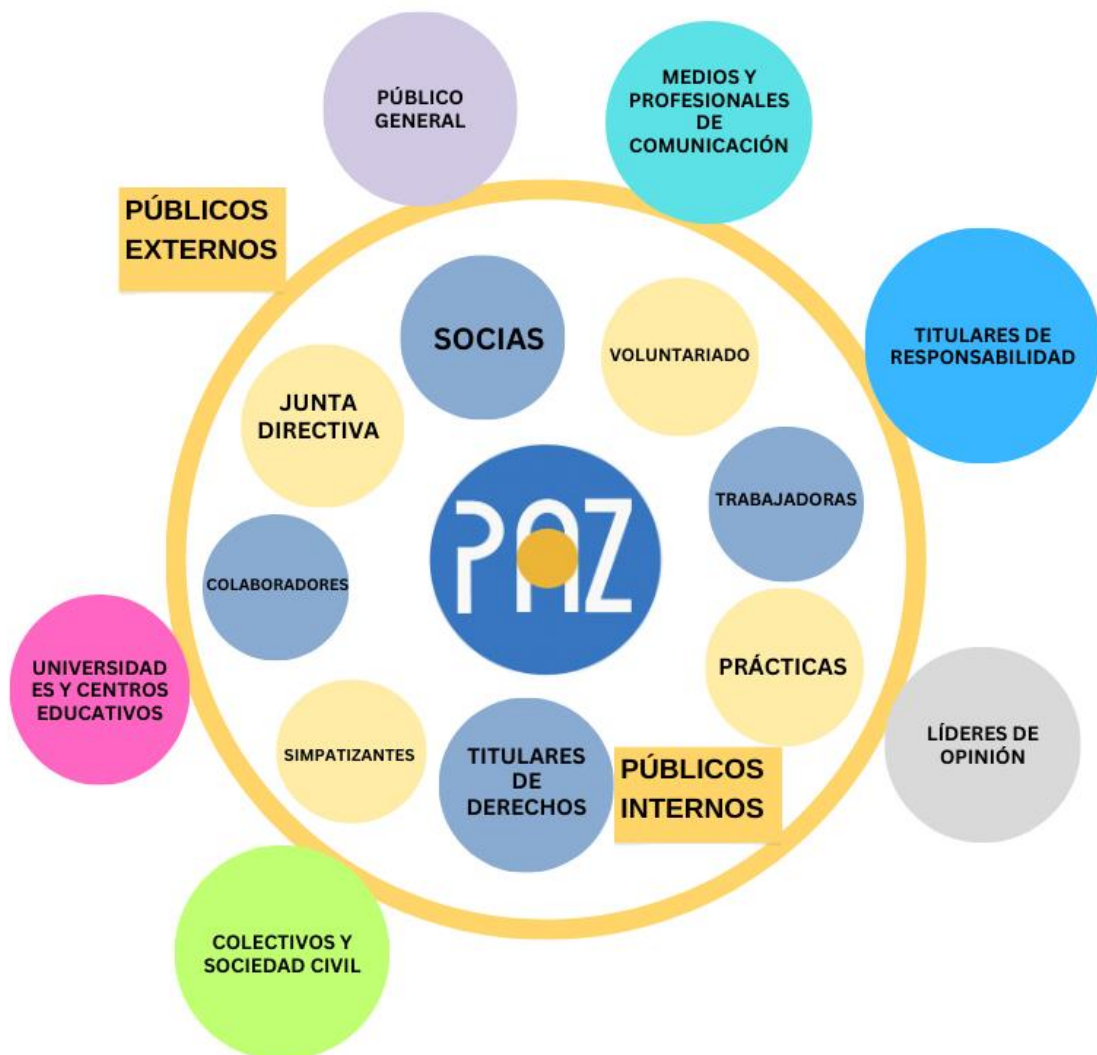 PÚBLICO
GENERAL
MEDIOS Y
PROFESIONALES
DE
COMUNICACIÓN
PÚBLICOS
EXTERNOS
SOCIAS
VOLUNTARIADO
TITULARES DE
RESPONSABILIDAD
JUNTA
DIRECTIVA
TRABAJADORAS
PAZ
COLABORADORES
UNIVERSIDAD
ES Y CENTROS
EDUCATIVOS
PRÁCTICAS
SIMPATIZANTES
TITULARES
DE
DERECHOS
PÚBLICOS
INTERNOS
LÍDERES DE
OPINIÓN
COLECTIVOS Y
SOCIEDAD CIVIL